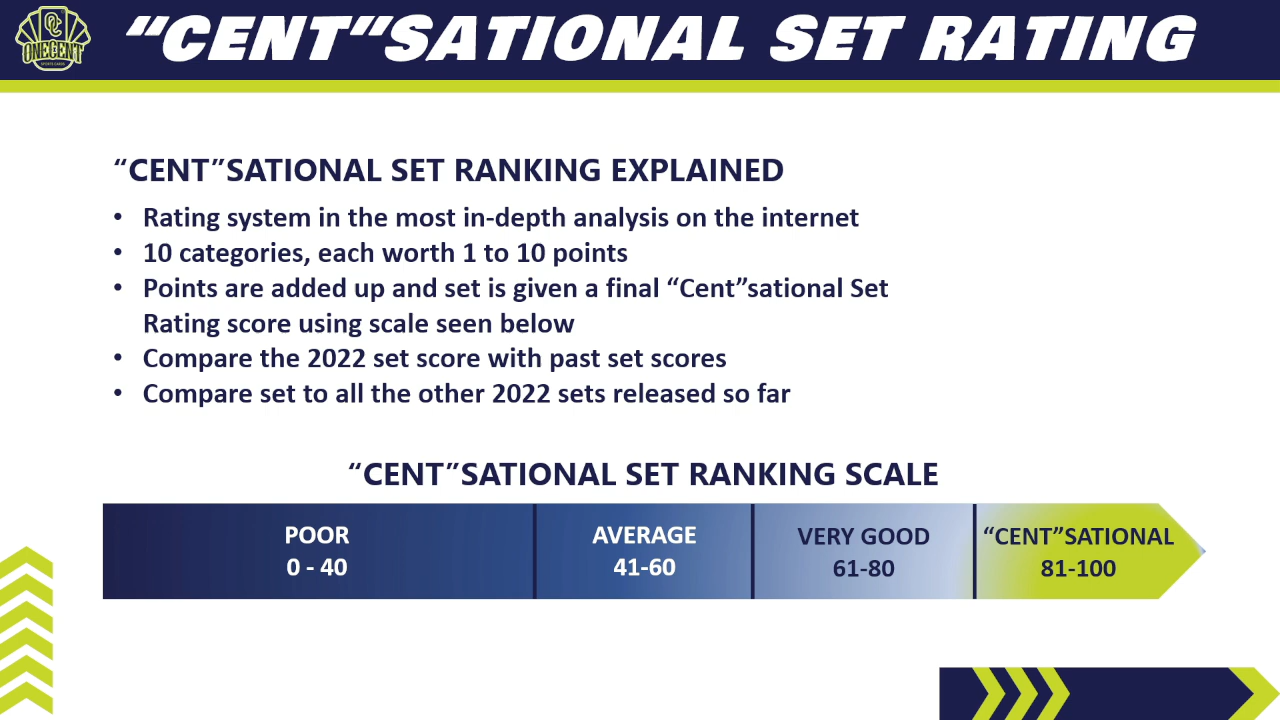 “CENT”SATIONAL SET RATING
OC
ONECENT
SPORTS CARDS
“CENT”SATIONAL SET RANKING EXPLAINED
• Rating system in the most in-depth analysis on the internet
• 10 categories, each worth 1 to 10 points
• Points are added up and set is given a final “Cent”sational Set
Rating score using scale seen below
• Compare the 2022 set score with past set scores
• Compare set to all the other 2022 sets released so far
“CENT”SATIONAL SET RANKING SCALE
POOR
0 - 40
AVERAGE
41-60
VERY GOOD
61-80
“CENT”SATIONAL
81-100